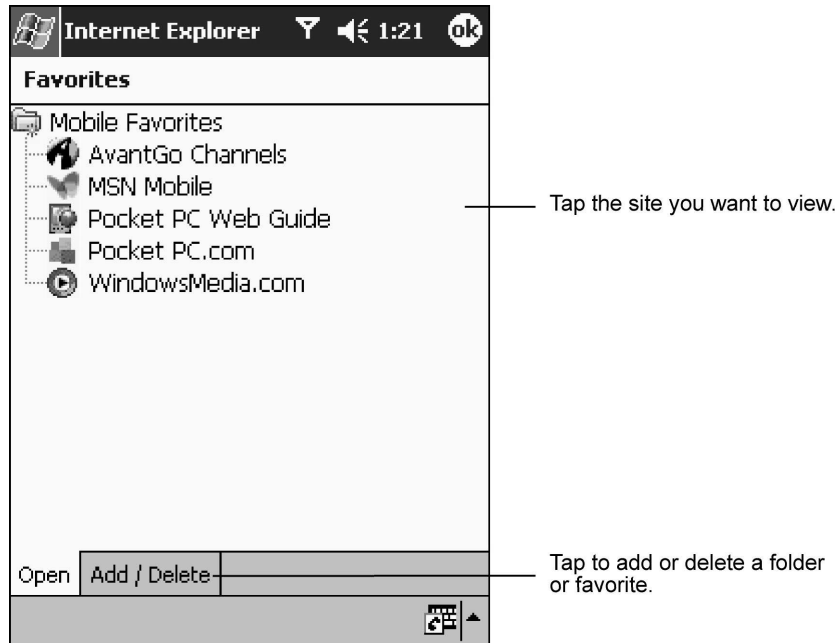 Internet Explorer 1:21 ok
Favorites
Mobile Favorites
AvantGo Channels
MSN Mobile
Pocket PC Web Guide
Pocket PC.com
WindowsMedia.com
Tap the site you want to view.
Open Add / Delete
Tap to add or delete a folder
or favorite.